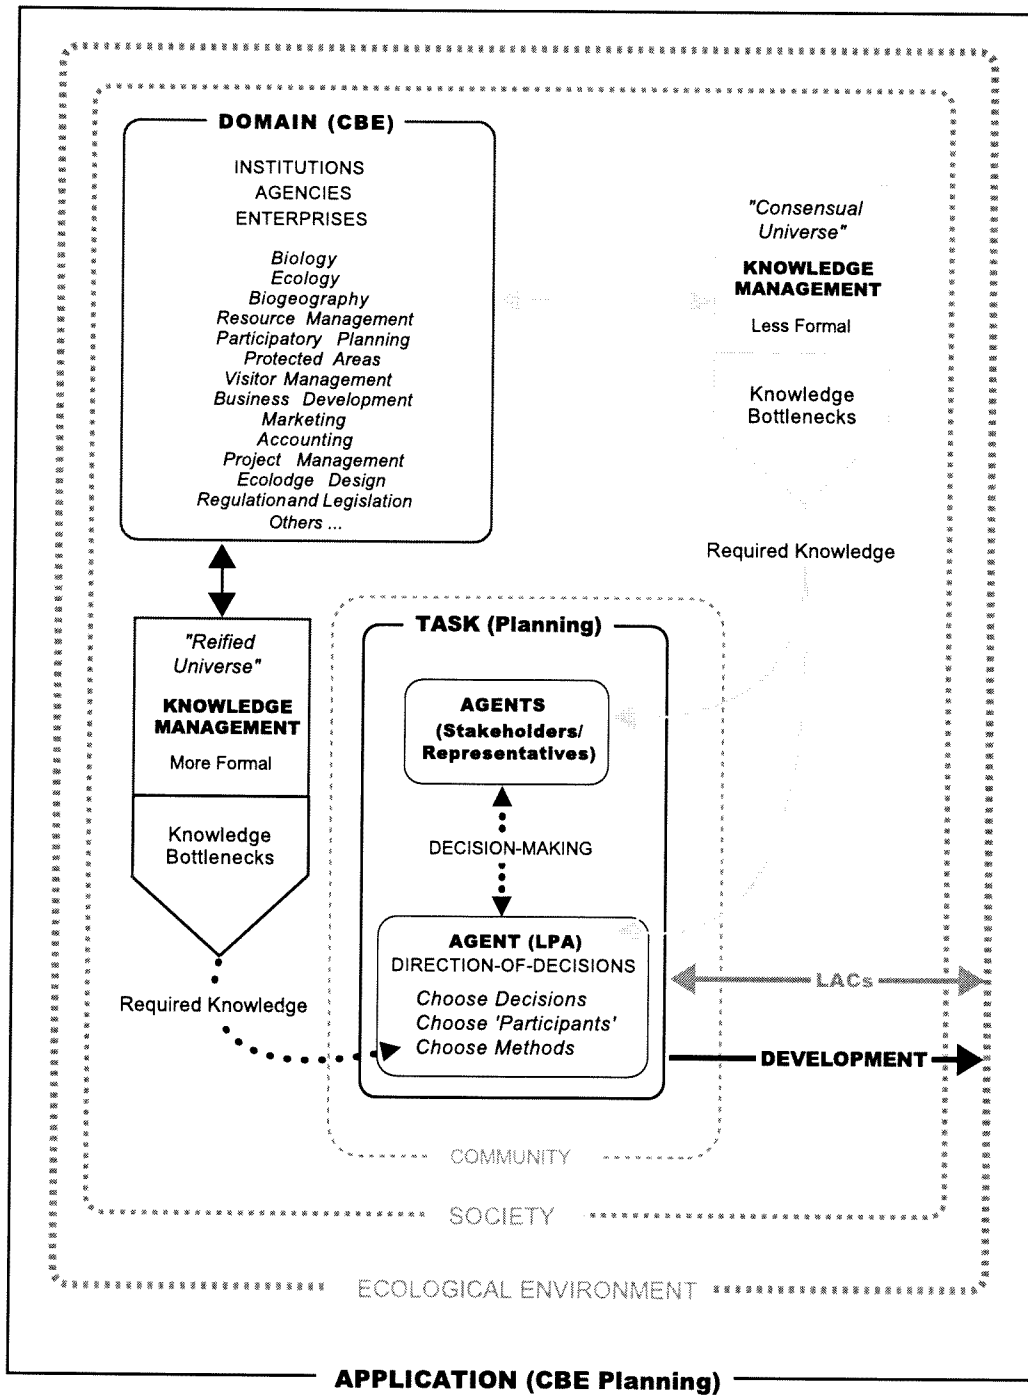 DOMAIN (CBE)
INSTITUTIONS
AGENCIES
ENTERPRISES
Biology
Ecology
Biogeography
Resource Management
Participatory Planning
Protected Areas
Visitor Management
Business Development
Marketing
Accounting
Project Management
Ecolodge Design
Regulationand Legislation
Others ...
"Consensual
Universe"
KNOWLEDGE
MANAGEMENT
Less Formal
Knowledge
Bottlenecks
Required Knowledge
"Reified
Universe"
KNOWLEDGE
MANAGEMENT
More Formal
Knowledge
Bottlenecks
Required Knowledge
TASK (Planning)
AGENTS
(Stakeholders/
Representatives)
DECISION-MAKING
AGENT (LPA)
DIRECTION-OF-DECISIONS
Choose Decisions
Choose 'Participants'
Choose Methods
LACs
DEVELOPMENT
COMMUNITY
SOCIETY
ECOLOGICAL ENVIRONMENT
APPLICATION (CBE Planning)